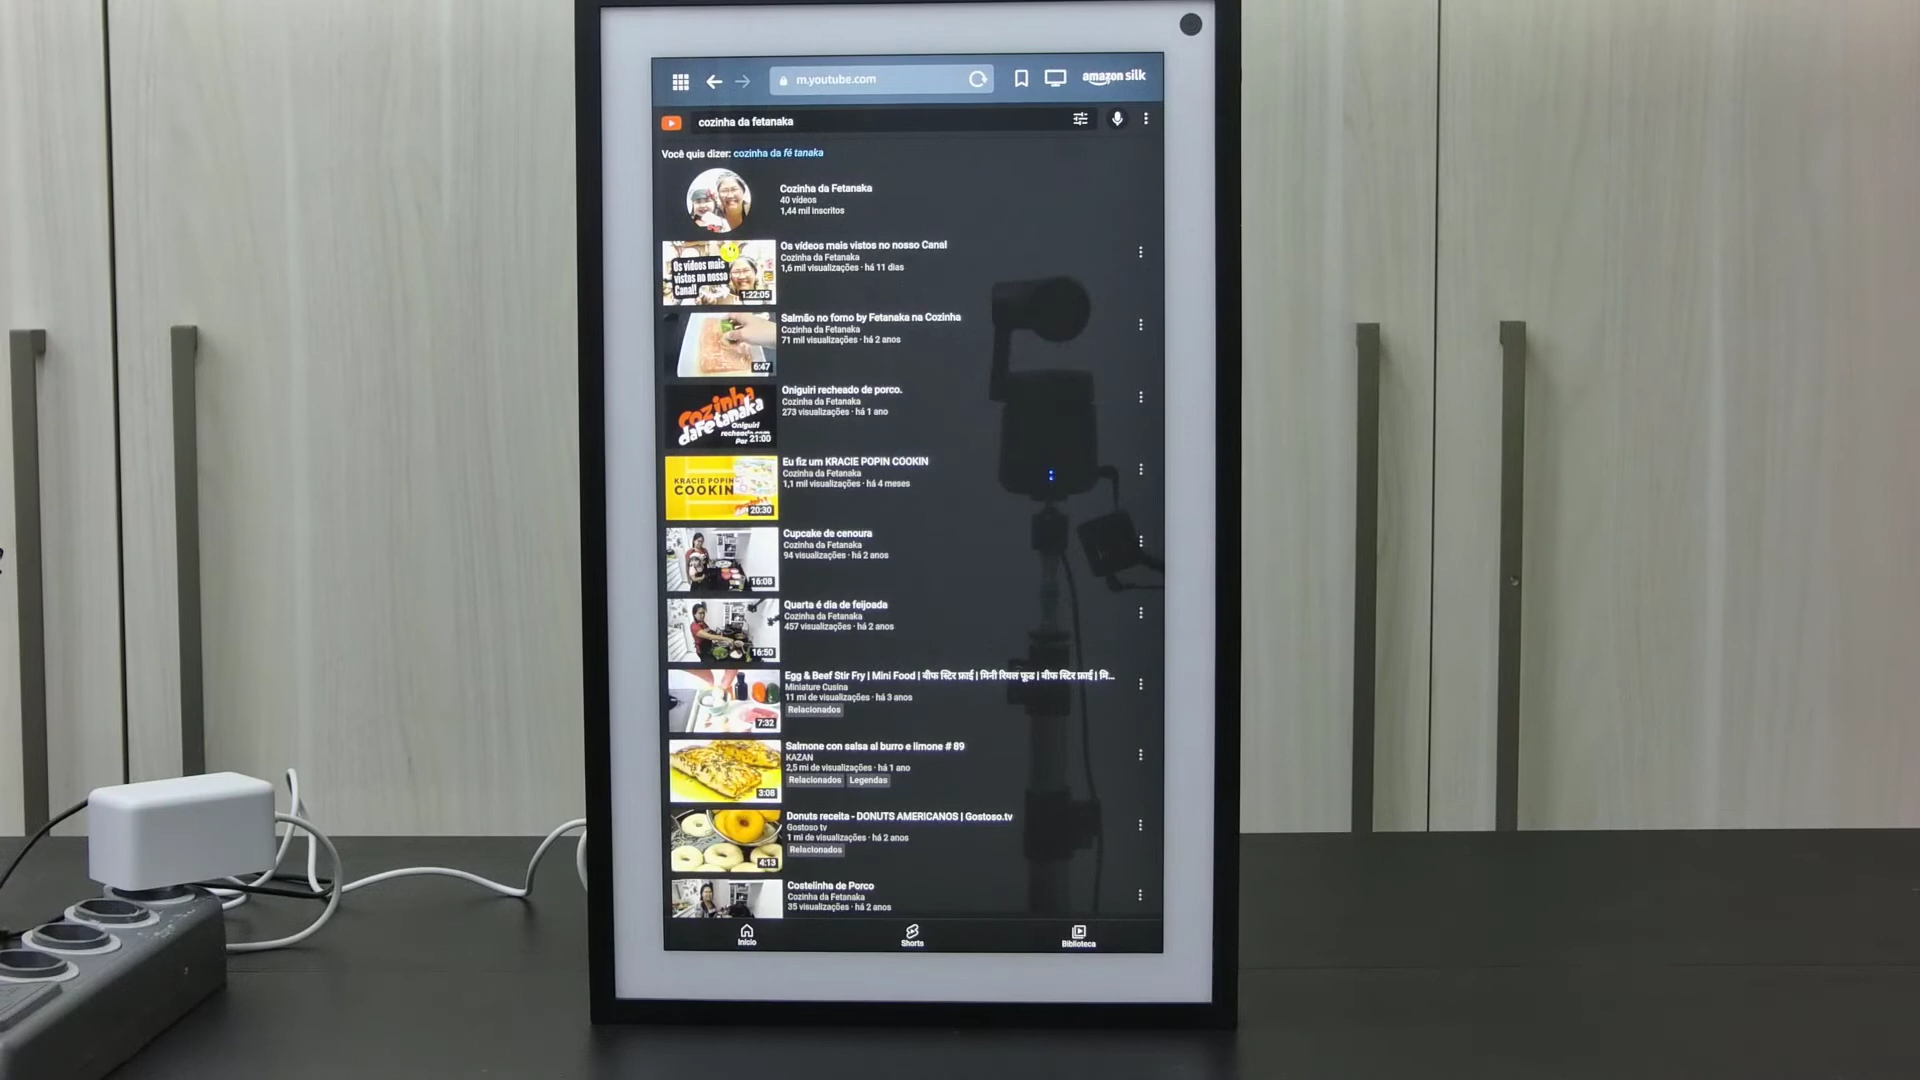 m.youtube.com
amazon silk
cozinha da fetanaka
Você quis dizer: cozinha da fé tanaka
Cozinha da Fetanaka
40 vídeos
1,44 mil inscritos
Os vídeos mais vistos no nosso Canal!
1:22:05
Os vídeos mais vistos no nosso Canal
Cozinha da Fetanaka
1,6 mil visualizações · há 11 dias
6:47
Salmão no forno by Fetanaka na Cozinha
Cozinha da Fetanaka
71 mil visualizações · há 2 anos
cozinha
daFetanaka
Oniguiri
recheado com
Por
21:00
Oniguiri recheado de porco.
Cozinha da Fetanaka
273 visualizações · há 1 ano
KRACIE POPIN
COOKIN
20:30
Eu fiz um KRACIE POPIN COOKIN
Cozinha da Fetanaka
1,1 mil visualizações · há 4 meses
16:08
Cupcake de cenoura
Cozinha da Fetanaka
94 visualizações · há 2 anos
16:50
Quarta é dia de feijoada
Cozinha da Fetanaka
457 visualizações · há 2 anos
7:32
Egg & Beef Stir Fry | Mini Food | बीफ स्टिर फ्राई | मिनी रियल फूड | बीफ स्टिर फ्राई | मि...
Miniature Cusina
11 mi de visualizações · há 3 anos
Relacionados
3:08
Salmone con salsa al burro e limone # 89
KAZAN
2,5 mi de visualizações · há 1 ano
Relacionados Legendas
4:13
Donuts receita - DONUTS AMERICANOS | Gostoso.tv
Gostoso tv
1 mi de visualizações · há 2 anos
Relacionados
Costelinha de Porco
Cozinha da Fetanaka
35 visualizações · há 2 anos
Início
Shorts
Biblioteca